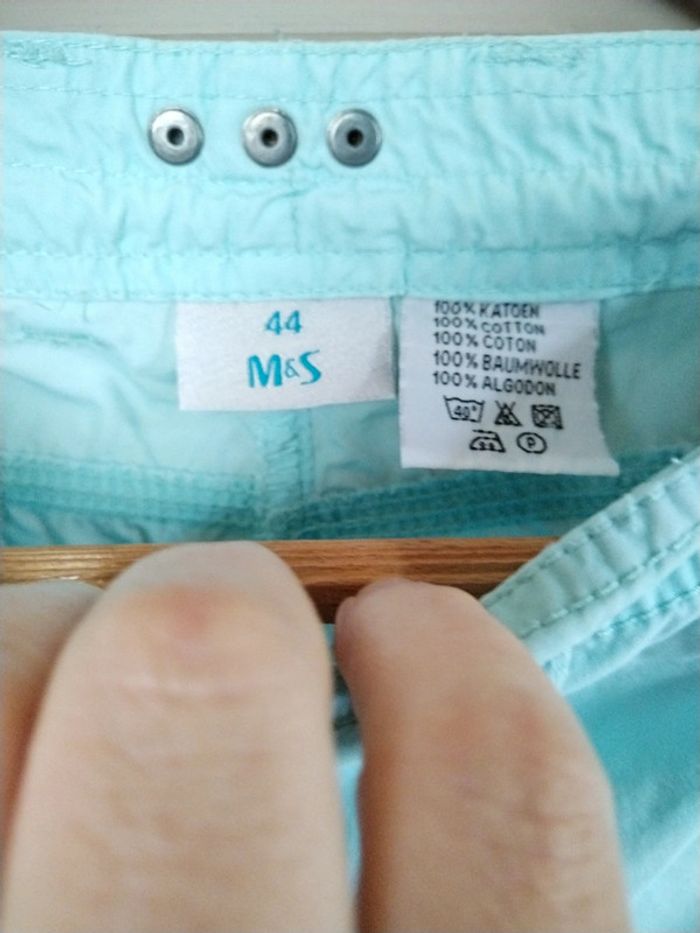 44
M&S
100% KATOEN
100% COTTON
100% COTON
100% BAUMWOLLE
100% ALGODON
40°
P